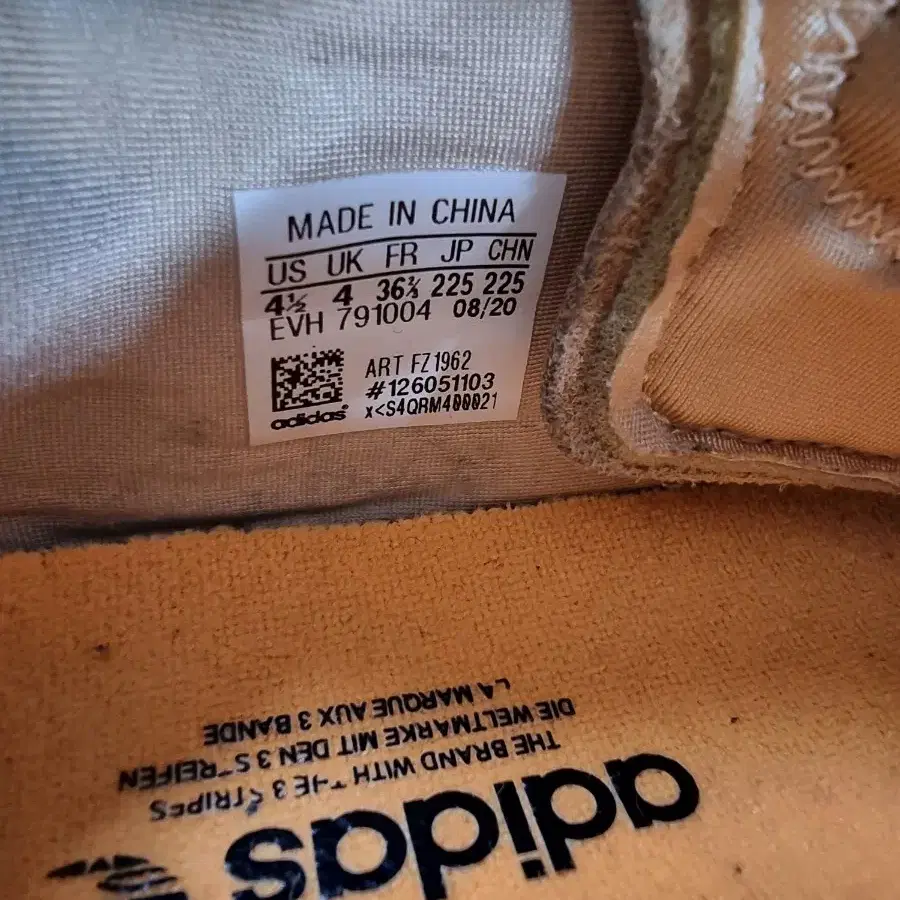 MADE IN CHINA
US UK FR JP CHN
4½ 4 36⅔ 225 225
EVH 791004 08/20
ART FZ1962
#126051103
x<S4QRM400021
adidas
adidas
THE BRAND WITH THE 3 STRIPES
DIE WELTMARKE MIT DEN 3 STREIFEN
LA MARQUE AUX 3 BANDE